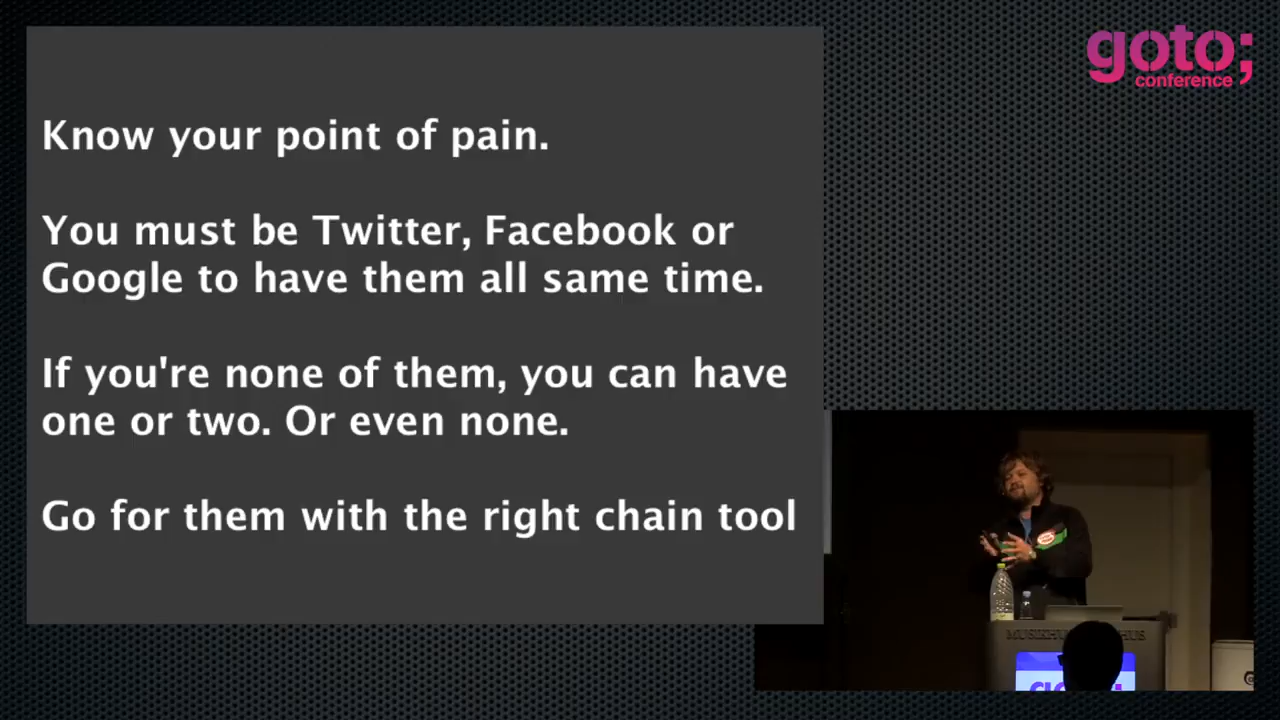 goto;
conference
Know your point of pain.
You must be Twitter, Facebook or
Google to have them all same time.
If you're none of them, you can have
one or two. Or even none.
Go for them with the right chain tool